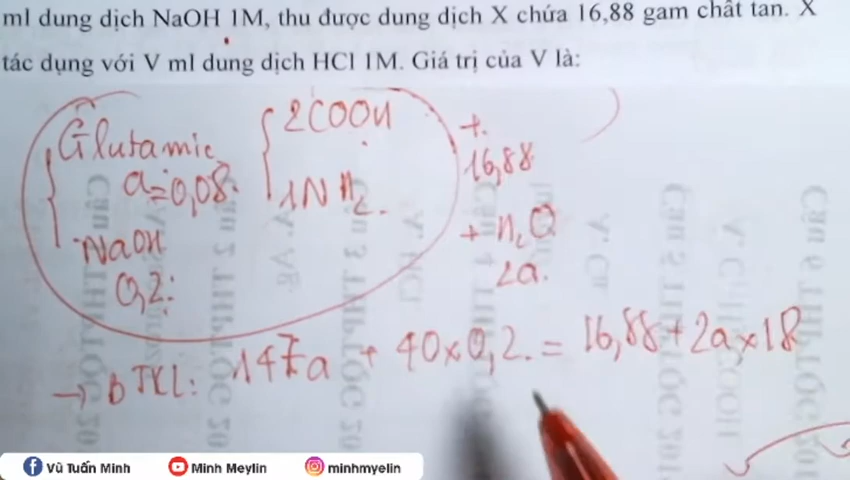 ml dung dịch NaOH 1M, thu được dung dịch X chứa 16,88 gam chất tan. X
tác dụng với V ml dung dịch HCl 1M. Giá trị của V là:
Glutamic
a=0,08
2COOH
1NH2
NaOH
0,2
+
16,88
+ H2O
2a
→ BTKL: 147a + 40×0,2 = 16,88+2a×18
Vũ Tuấn Minh
Minh Meylin
minhmyelin